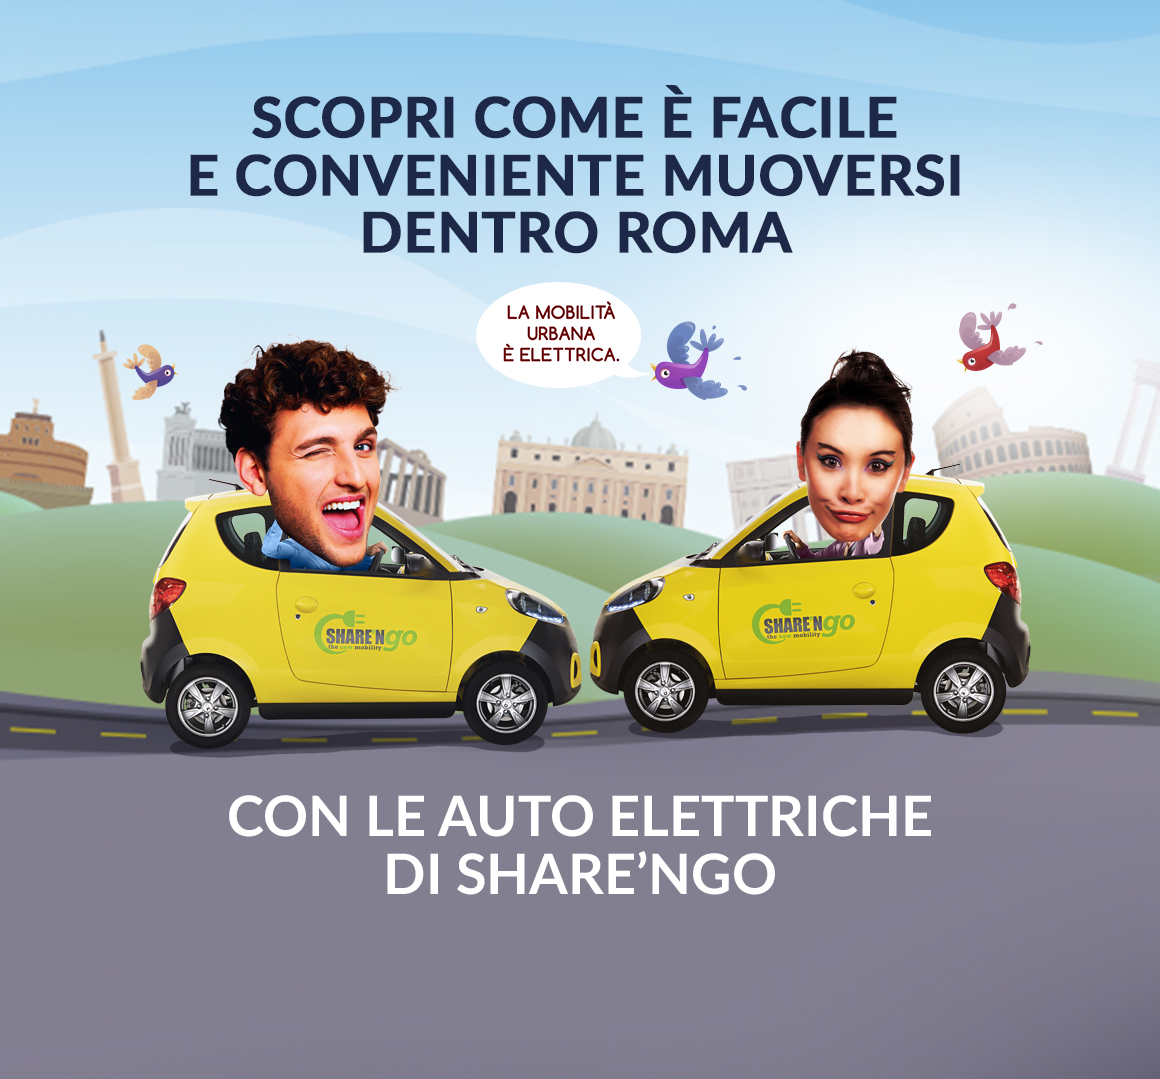 SCOPRI COME È FACILE
E CONVENIENTE MUOVERSI
DENTRO ROMA
LA MOBILITÀ
URBANA
È ELETTRICA.
SHARE'Ngo
the new mobility
SHARE'Ngo
the new mobility
CON LE AUTO ELETTRICHE
DI SHARE’NGO